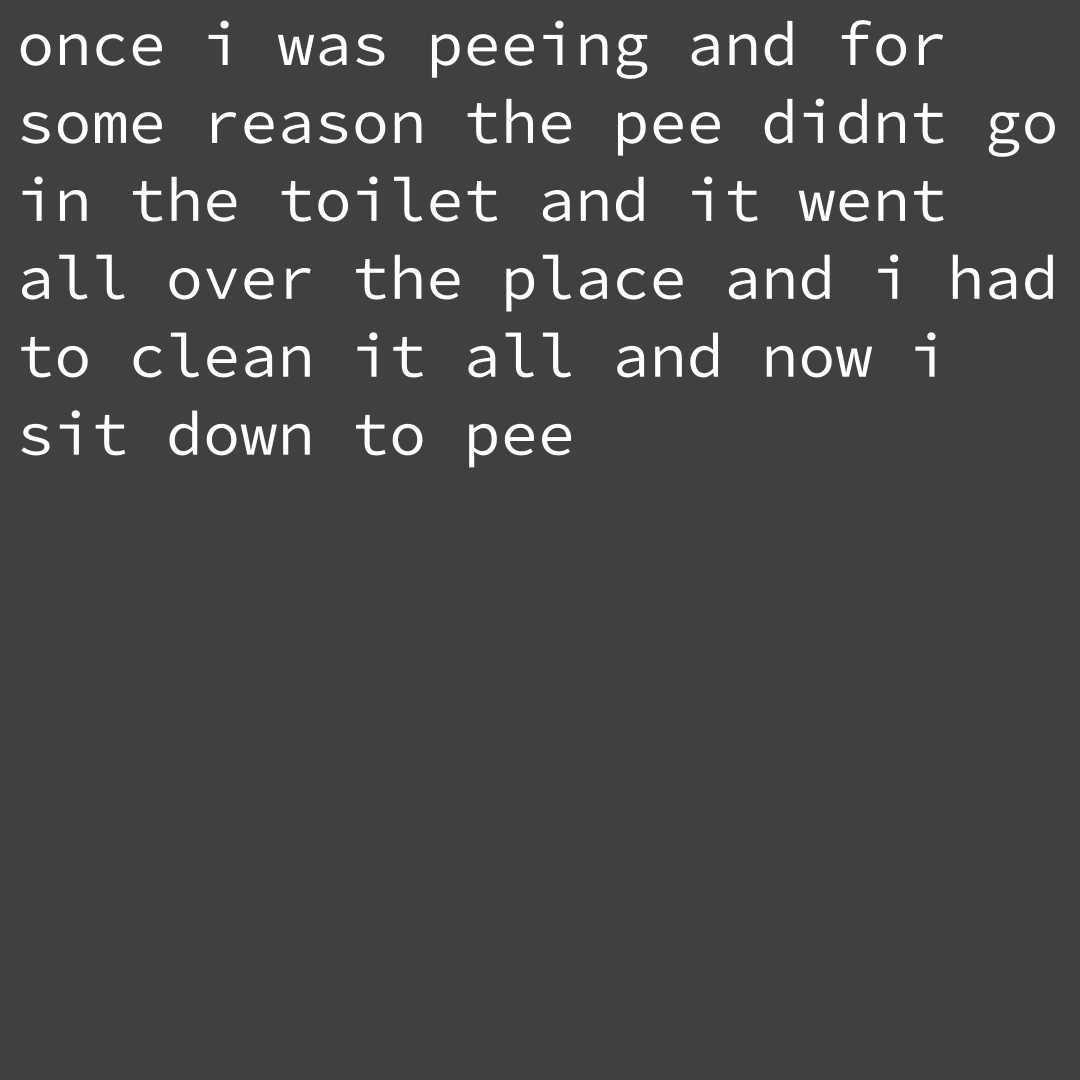 once i was peeing and for
some reason the pee didnt go
in the toilet and it went
all over the place and i had
to clean it all and now i
sit down to pee